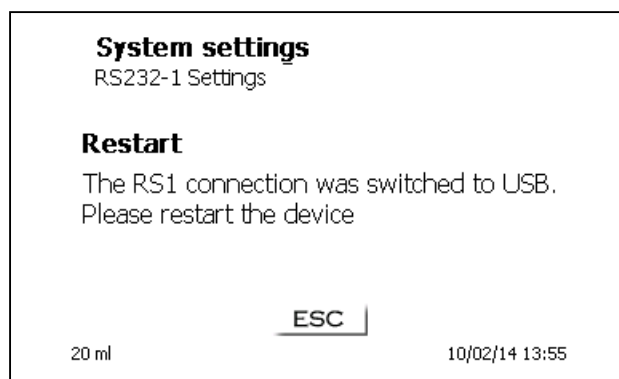 System settings
RS232-1 Settings
Restart
The RS1 connection was switched to USB.
Please restart the device
ESC
20 ml 10/02/14 13:55